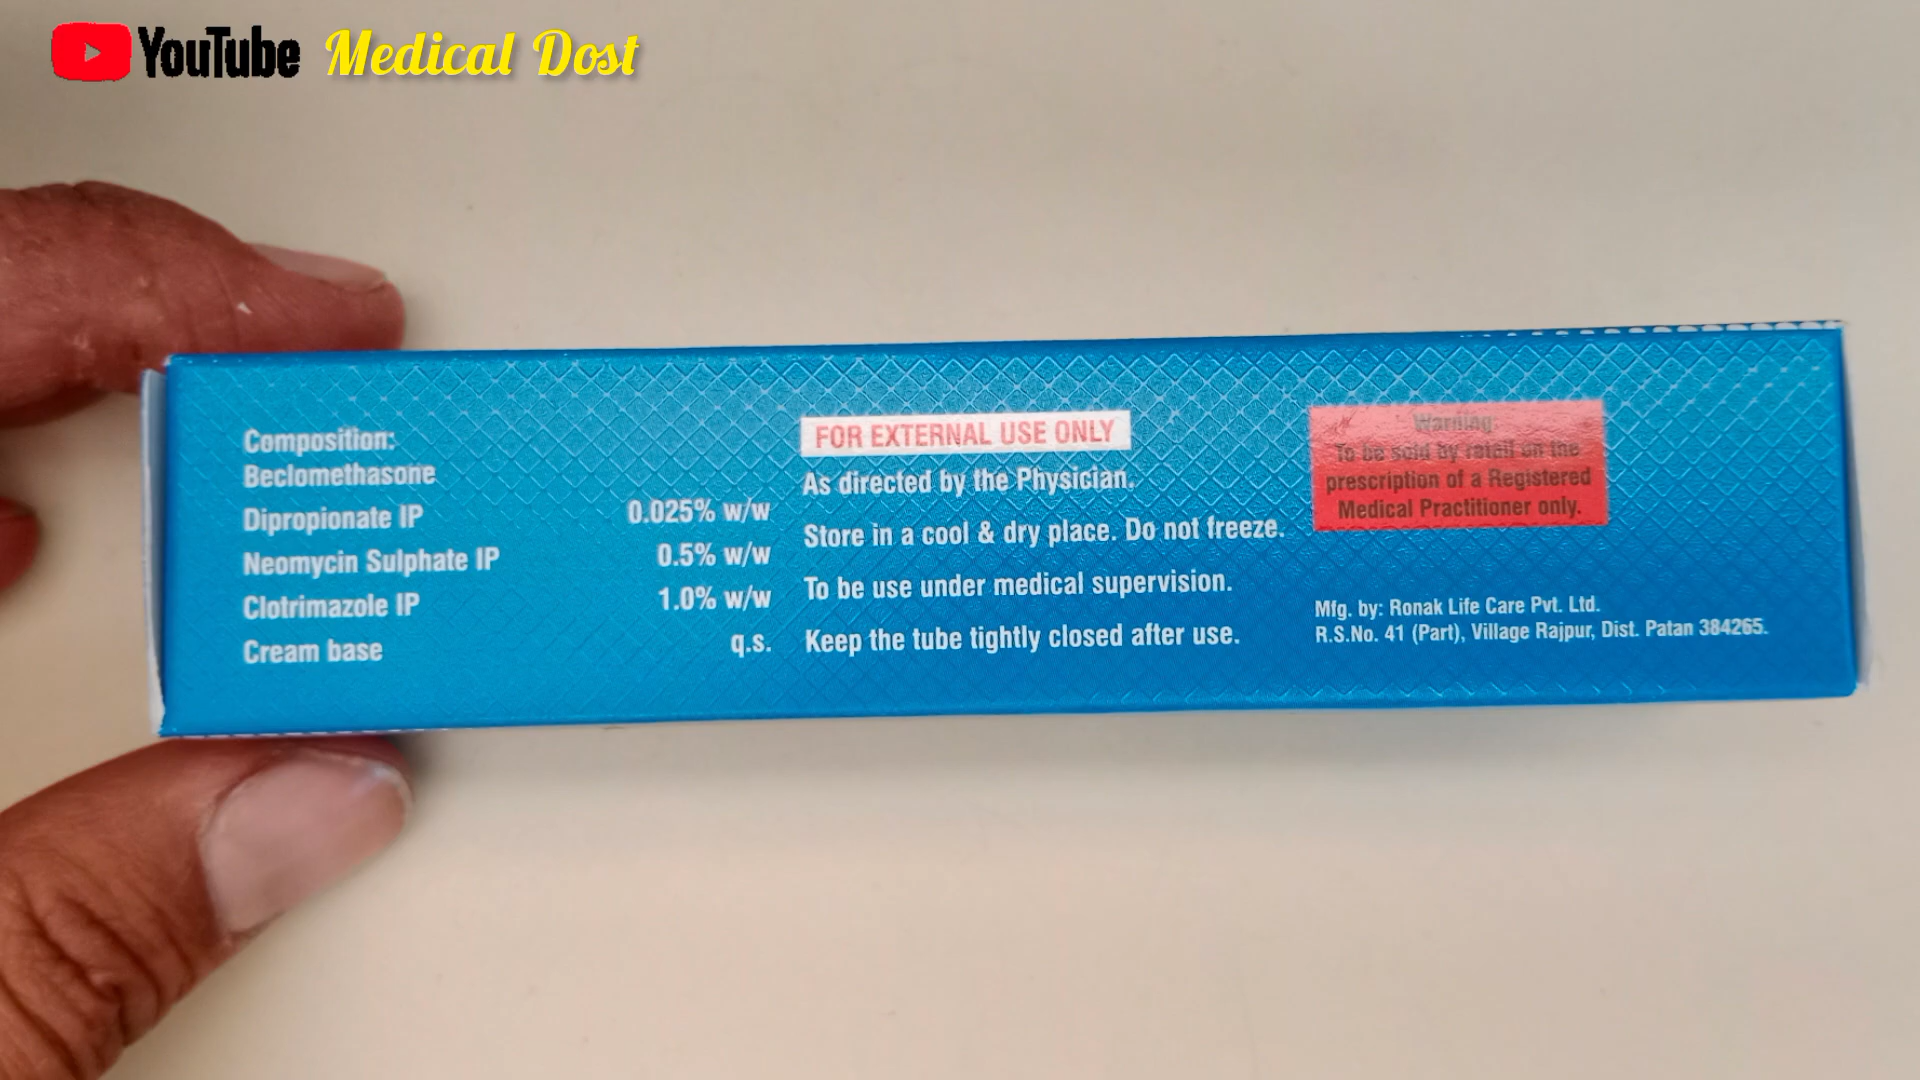 YouTube Medical Dost
Composition:
Beclomethasone
Dipropionate IP 0.025% w/w
Neomycin Sulphate IP 0.5% w/w
Clotrimazole IP 1.0% w/w
Cream base q.s.
FOR EXTERNAL USE ONLY
As directed by the Physician.
Store in a cool & dry place. Do not freeze.
To be use under medical supervision.
Keep the tube tightly closed after use.
Warning:
To be sold by retail on the
prescription of a Registered
Medical Practitioner only.
Mfg. by: Ronak Life Care Pvt. Ltd.
R.S.No. 41 (Part), Village Rajpur, Dist. Patan 384265.